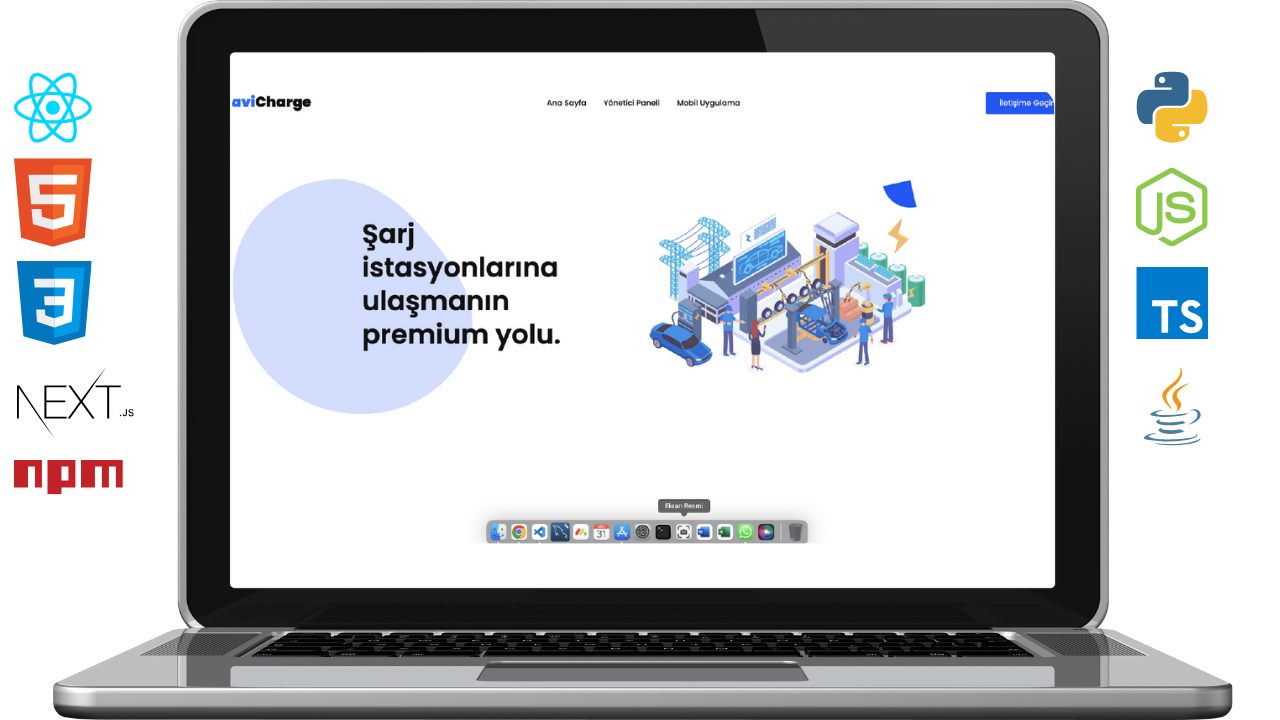 aviCharge
Ana Sayfa
Yönetici Paneli
Mobil Uygulama
İletişime Geçin
Şarj
istasyonlarına
ulaşmanın
premium yolu.
Ekran Resmi
31
5
3
NEXT.JS
npm
JS
TS